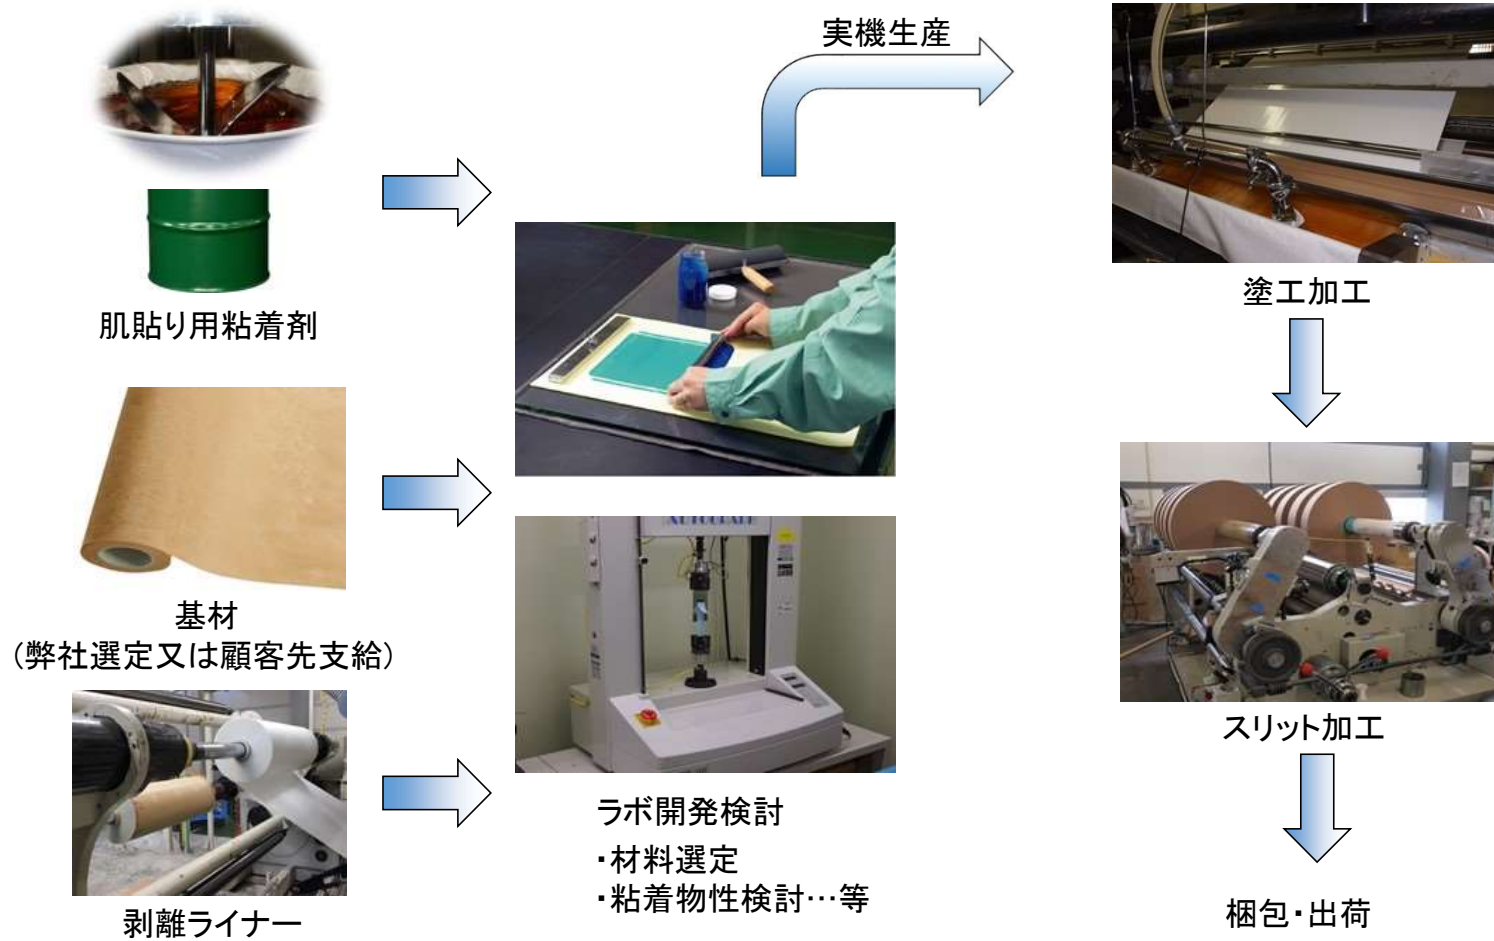 実機生産
肌貼り用粘着剤
塗工加工
基材
(弊社選定又は顧客先支給)
剥離ライナー
ラボ開発検討
・材料選定
・粘着物性検討…等
スリット加工
梱包・出荷